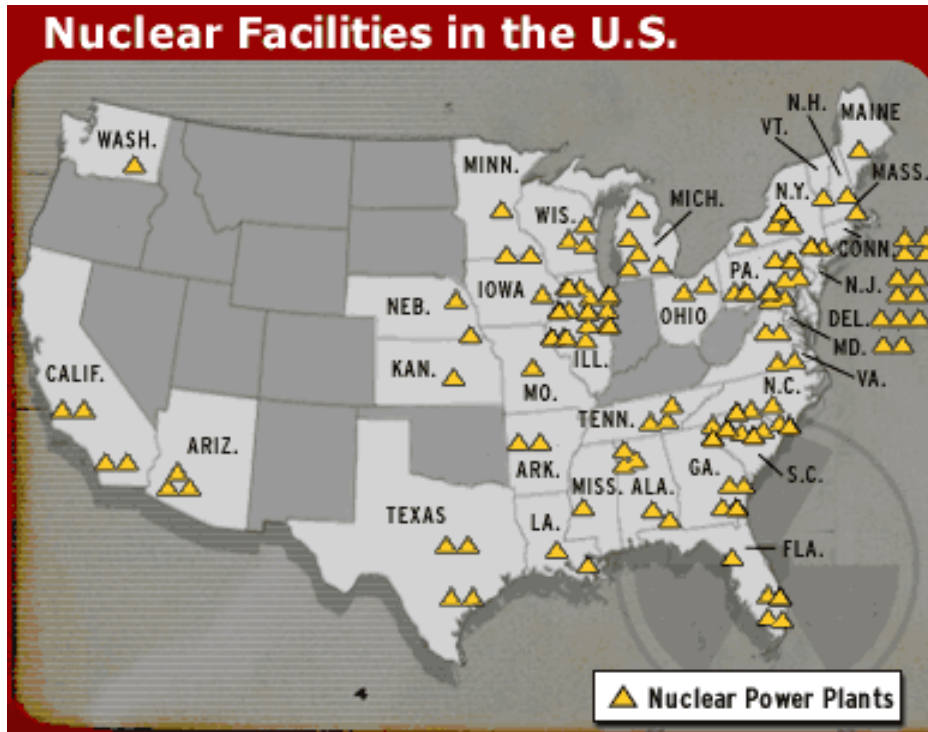 Nuclear Facilities in the U.S.
N.H.
MAINE
VT.
WASH.
MINN.
MASS.
N.Y.
WIS.
MICH.
CONN.
PA.
N.J.
IOWA
NEB.
OHIO
DEL.
ILL.
MD.
KAN.
CALIF.
MO.
VA.
N.C.
TENN.
ARIZ.
ARK.
GA.
S.C.
MISS.
ALA.
TEXAS
LA.
FLA.
Nuclear Power Plants